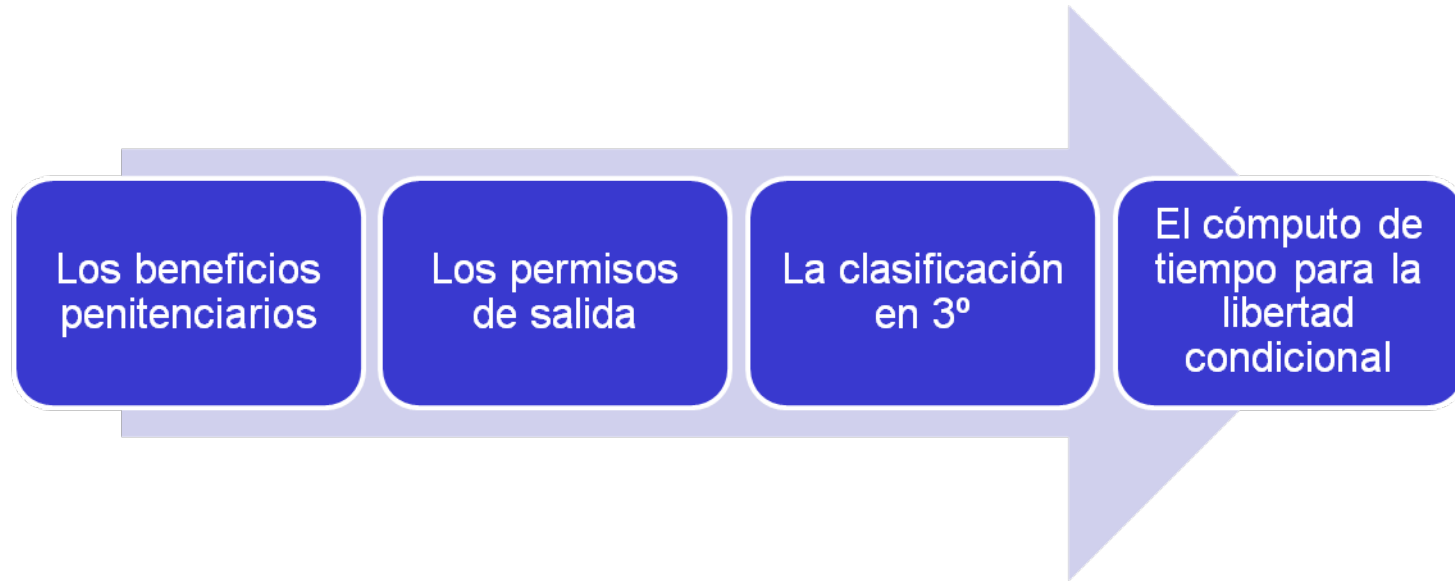 Los beneficios
penitenciarios
Los permisos
de salida
La clasificación
en 3º
El cómputo de
tiempo para la
libertad
condicional